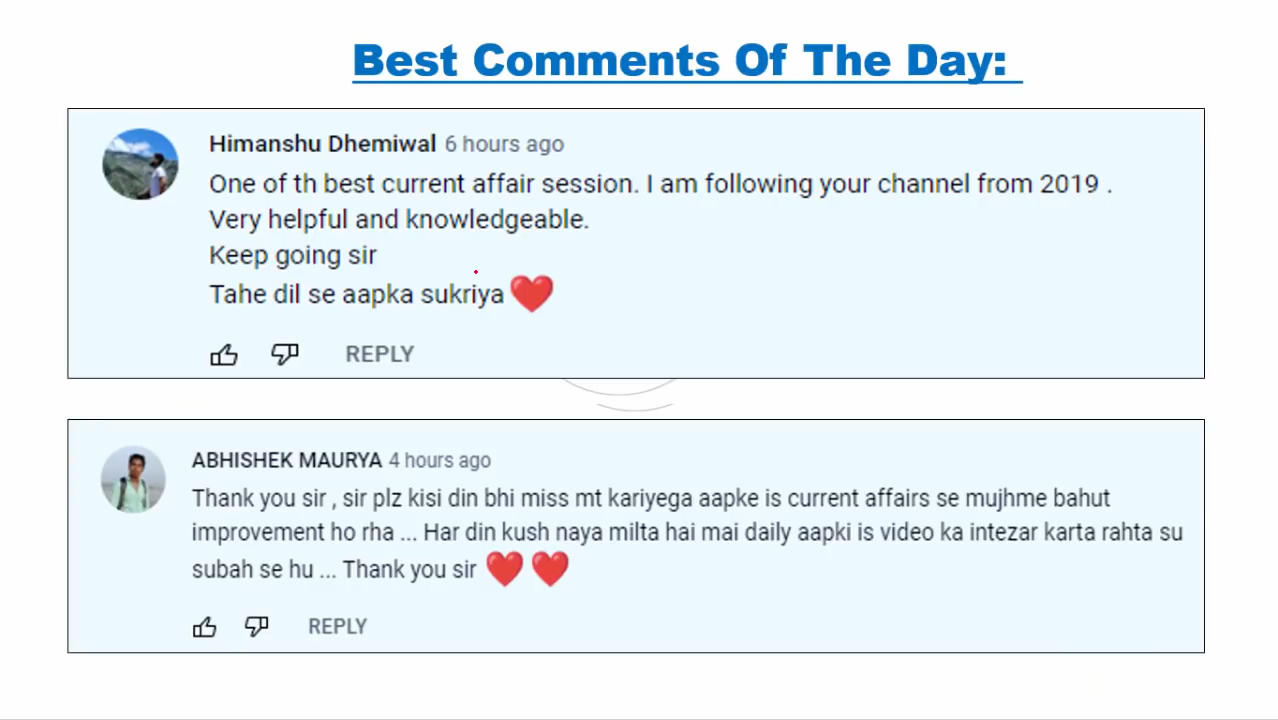 Best Comments Of The Day:
Himanshu Dhemiwal 6 hours ago
One of th best current affair session. I am following your channel from 2019 .
Very helpful and knowledgeable.
Keep going sir
Tahe dil se aapka sukriya ❤️
REPLY
ABHISHEK MAURYA 4 hours ago
Thank you sir , sir plz kisi din bhi miss mt kariyega aapke is current affairs se mujhme bahut
improvement ho rha ... Har din kush naya milta hai mai daily aapki is video ka intezar karta rahta su
subah se hu ... Thank you sir ❤️ ❤️
REPLY